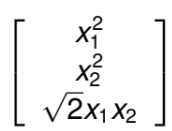 x₁²
x₂²
√2x₁x₂